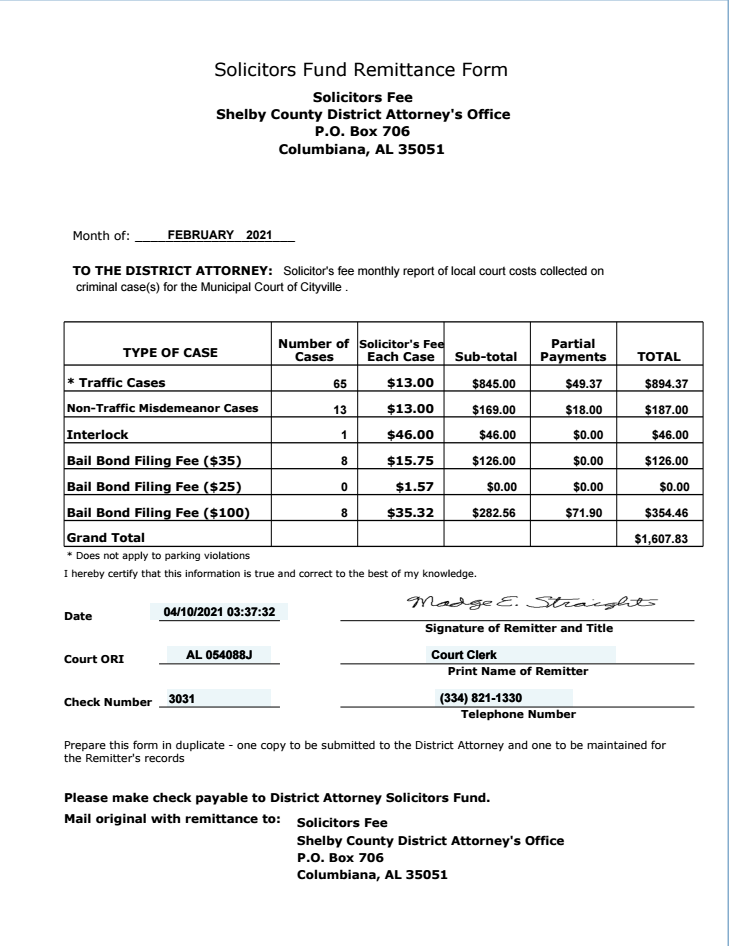 Solicitors Fund Remittance Form
Solicitors Fee
Shelby County District Attorney's Office
P.O. Box 706
Columbiana, AL 35051
Month of: FEBRUARY 2021
TO THE DISTRICT ATTORNEY: Solicitor's fee monthly report of local court costs collected on
criminal case(s) for the Municipal Court of Cityville .
TYPE OF CASE Number of Cases Solicitor's Fee Each Case Sub-total Partial Payments TOTAL
* Traffic Cases 65 $13.00 $845.00 $49.37 $894.37
Non-Traffic Misdemeanor Cases 13 $13.00 $169.00 $18.00 $187.00
Interlock 1 $46.00 $46.00 $0.00 $46.00
Bail Bond Filing Fee ($35) 8 $15.75 $126.00 $0.00 $126.00
Bail Bond Filing Fee ($25) 0 $1.57 $0.00 $0.00 $0.00
Bail Bond Filing Fee ($100) 8 $35.32 $282.56 $71.90 $354.46
Grand Total $1,607.83
* Does not apply to parking violations
I hereby certify that this information is true and correct to the best of my knowledge.
Date 04/10/2021 03:37:32 Madge E. Straight
Signature of Remitter and Title
Court ORI AL 054088J Court Clerk
Print Name of Remitter
Check Number 3031 (334) 821-1330
Telephone Number
Prepare this form in duplicate - one copy to be submitted to the District Attorney and one to be maintained for
the Remitter's records
Please make check payable to District Attorney Solicitors Fund.
Mail original with remittance to: Solicitors Fee
Shelby County District Attorney's Office
P.O. Box 706
Columbiana, AL 35051